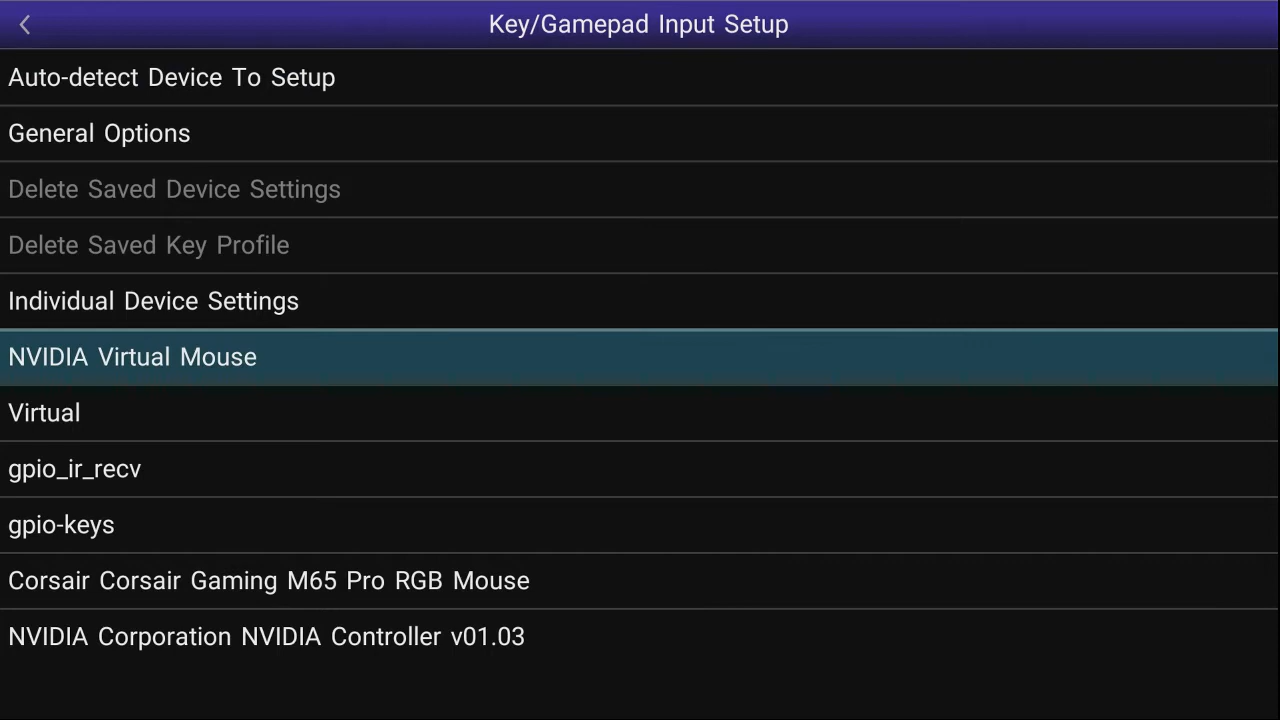 Key/Gamepad Input Setup
Auto-detect Device To Setup
General Options
Delete Saved Device Settings
Delete Saved Key Profile
Individual Device Settings
NVIDIA Virtual Mouse
Virtual
gpio_ir_recv
gpio-keys
Corsair Corsair Gaming M65 Pro RGB Mouse
NVIDIA Corporation NVIDIA Controller v01.03